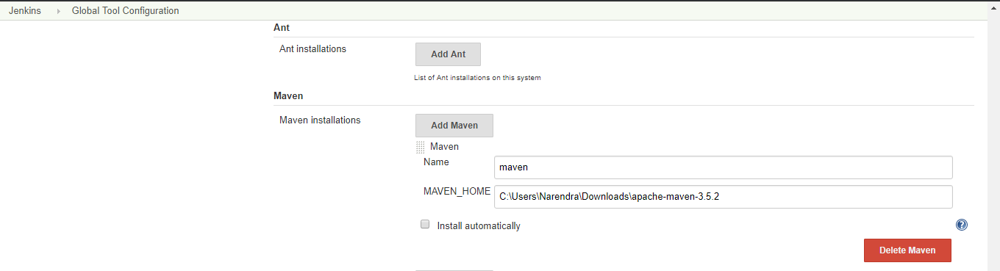 Jenkins Global Tool Configuration
Ant
Ant installations
Add Ant
List of Ant installations on this system
Maven
Maven installations
Add Maven
Maven
Name
maven
MAVEN_HOME
C:\Users\Narendra\Downloads\apache-maven-3.5.2
Install automatically
?
Delete Maven